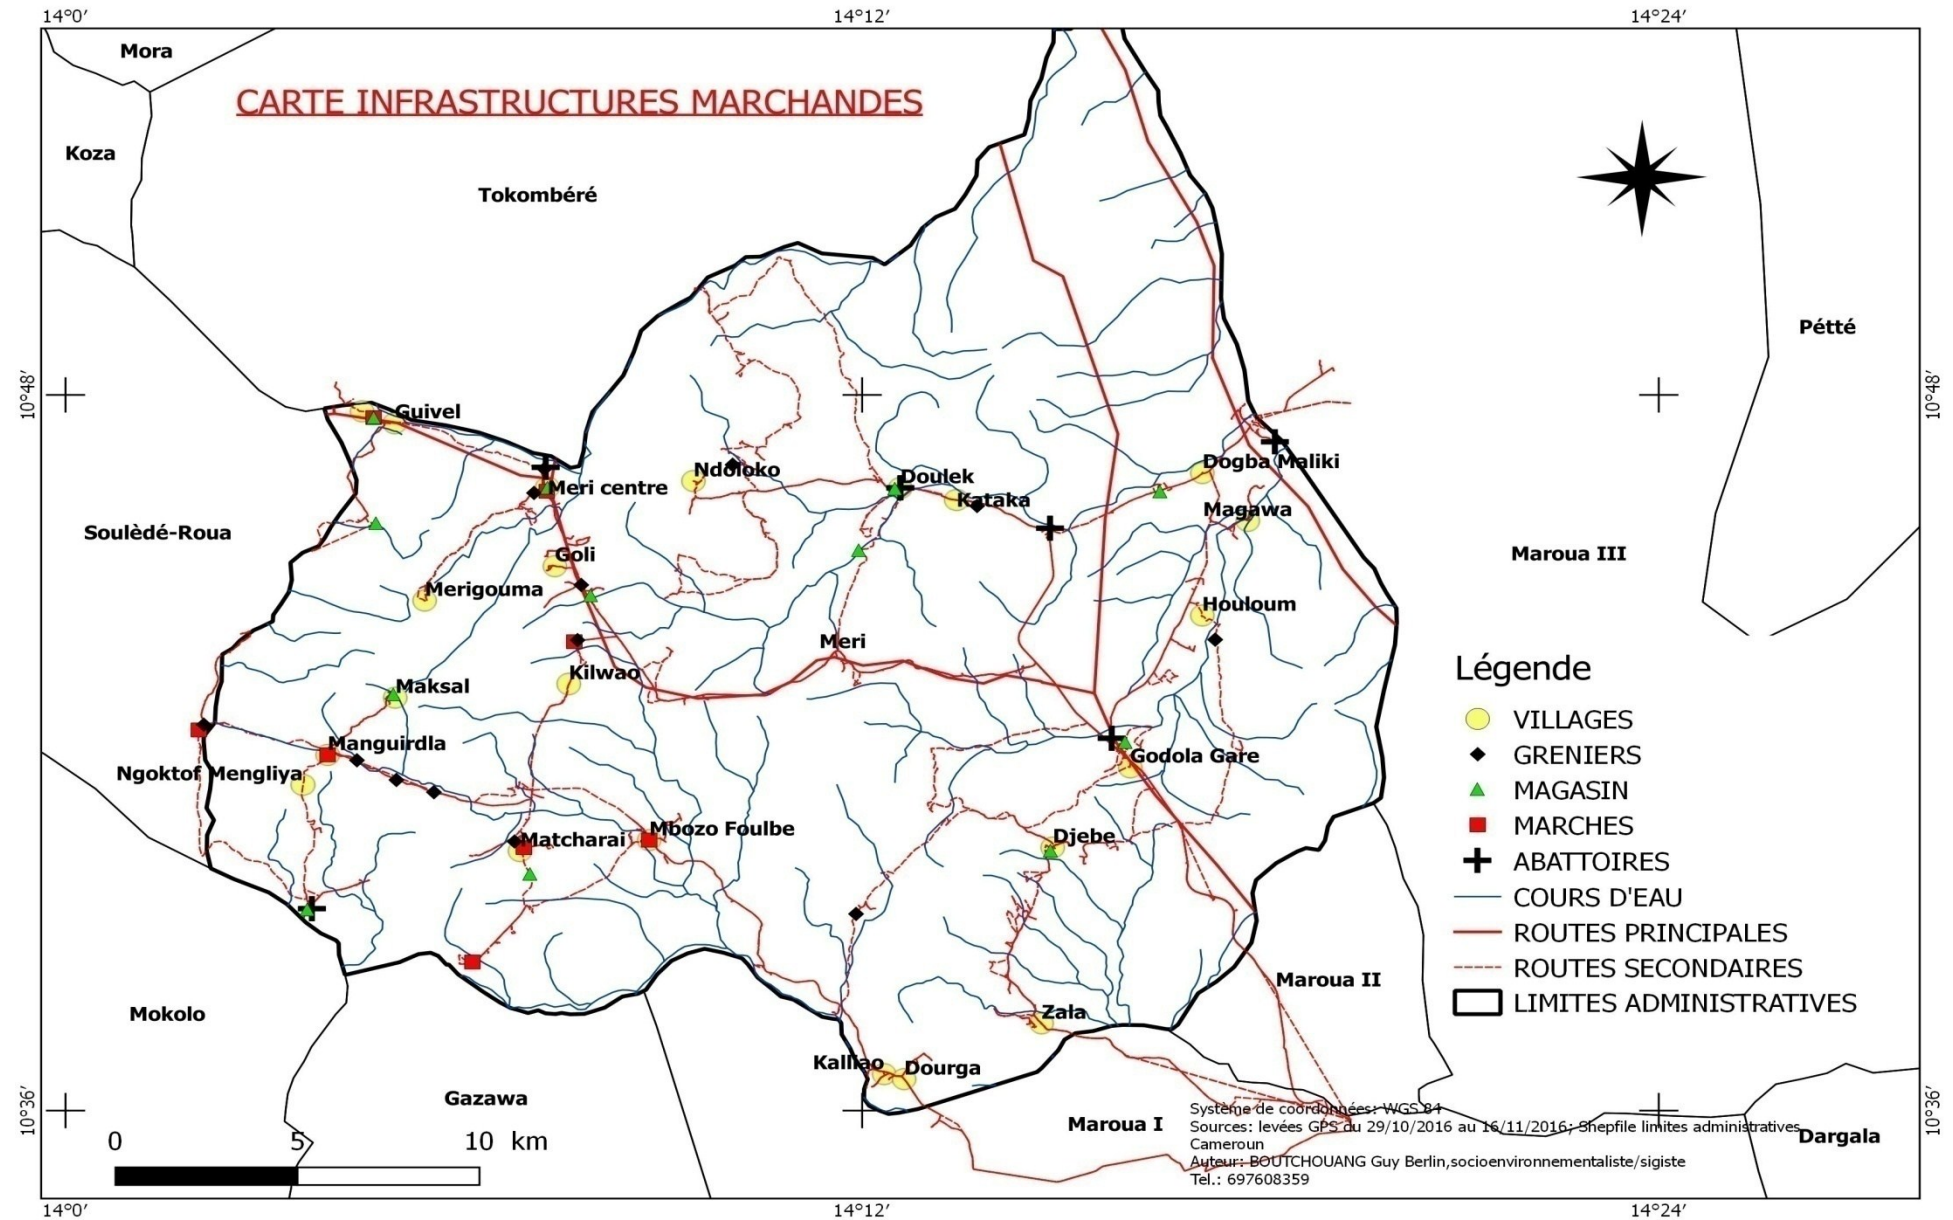 14°0′ 14°12′ 14°24′
Mora
CARTE INFRASTRUCTURES MARCHANDES
Koza
Tokombéré
Pétté
10°48′ 10°48′
Guivel
Ndoloko
Doulek
Dogba Maliki
Meri centre
Kataka
Magawa
Soulèdé-Roua
Maroua III
Goli
Merigouma
Houloum
Meri
Kilwao
Maksal
Manguirdla
Godola Gare
Ngoktof Mengliya
Matcharai
Mbozo Foulbe
Djebe
Légende
VILLAGES
GRENIERS
MAGASIN
MARCHES
ABATTOIRES
COURS D'EAU
ROUTES PRINCIPALES
ROUTES SECONDAIRES
LIMITES ADMINISTRATIVES
Maroua II
Mokolo
Zala
Kalliao
Dourga
Gazawa
Maroua I
Dargala
10°36′ 10°36′
0 5 10 km
Système de coordonnées: WGS 84
Sources: levées GPS du 29/10/2016 au 16/11/2016; Shepfile limites administratives
Cameroun
Auteur: BOUTCHOUANG Guy Berlin,socioenvironnementaliste/sigiste
Tel.: 697608359
14°0′ 14°12′ 14°24′